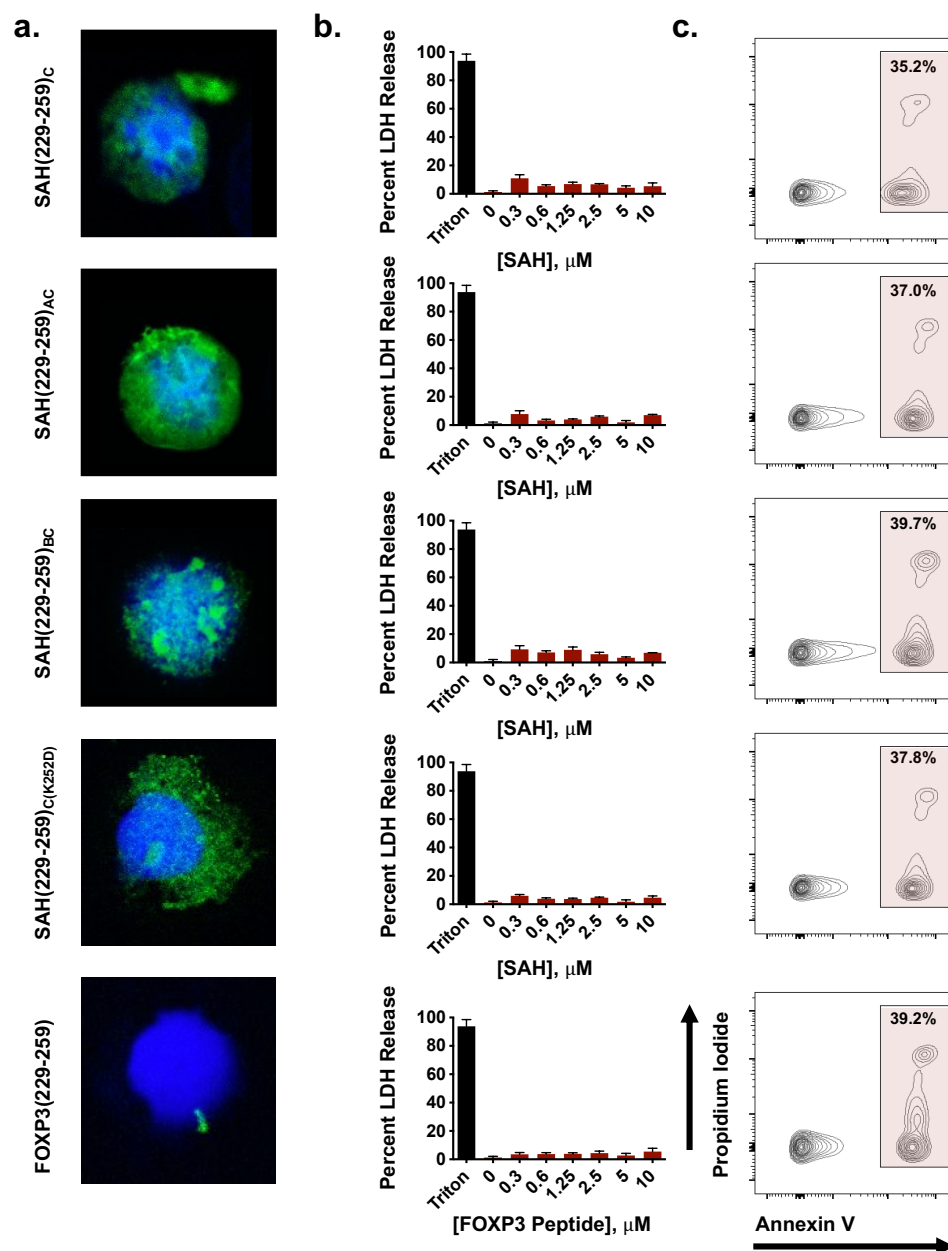 a.
b.
c.
SAH(229-259)C
Percent LDH Release
100
80
60
40
20
0
Triton
0
0.3
0.6
1.25
2.5
5
10
[SAH], μM
35.2%
SAH(229-259)AC
Percent LDH Release
100
80
60
40
20
0
Triton
0
0.3
0.6
1.25
2.5
5
10
[SAH], μM
37.0%
SAH(229-259)BC
Percent LDH Release
100
80
60
40
20
0
Triton
0
0.3
0.6
1.25
2.5
5
10
[SAH], μM
39.7%
SAH(229-259)C(K252D)
Percent LDH Release
100
80
60
40
20
0
Triton
0
0.3
0.6
1.25
2.5
5
10
[SAH], μM
37.8%
FOXP3(229-259)
Percent LDH Release
100
80
60
40
20
0
Triton
0
0.3
0.6
1.25
2.5
5
10
[FOXP3 Peptide], μM
Propidium Iodide
39.2%
Annexin V